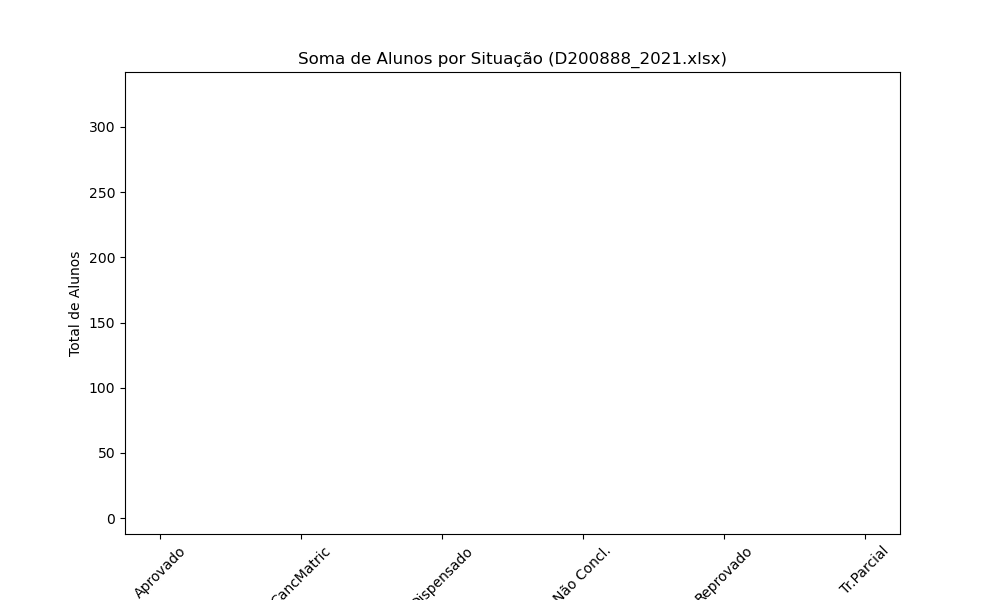 Soma de Alunos por Situação (D200888_2021.xlsx)
Total de Alunos
300
250
200
150
100
50
0
Aprovado
CancMatric
Dispensado
Não Concl.
Reprovado
Tr.Parcial